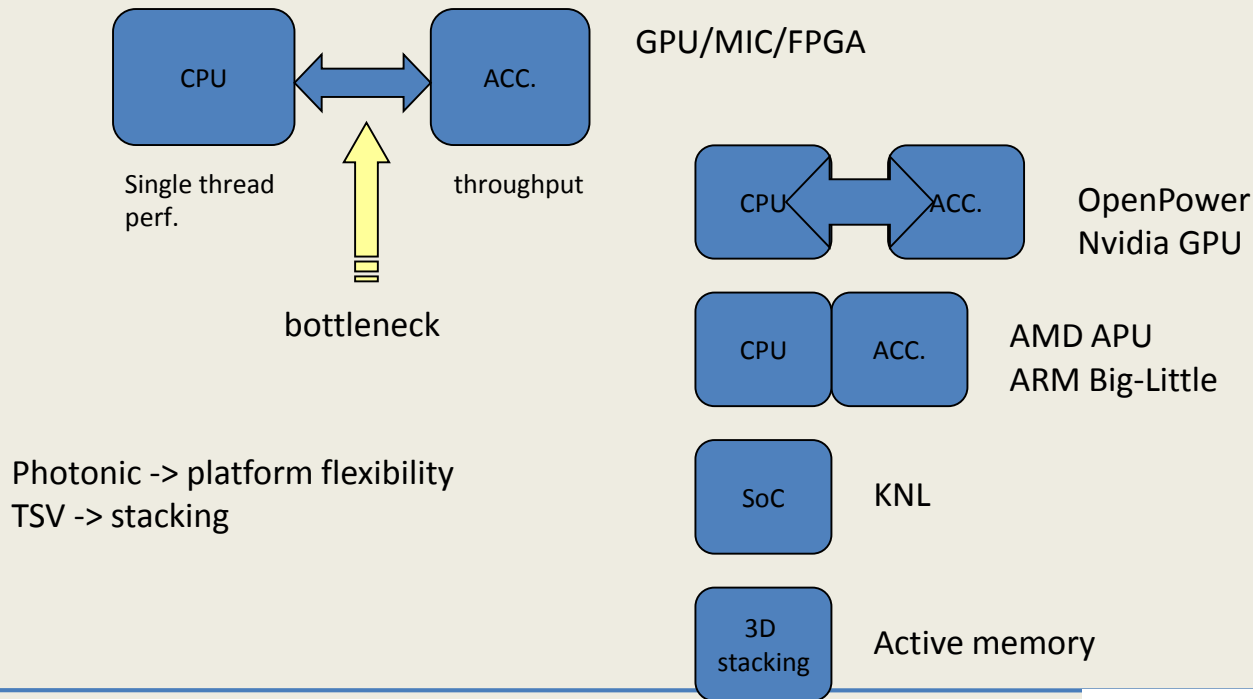 GPU/MIC/FPGA
CPU
ACC.
Single thread
perf.
throughput
bottleneck
CPU
ACC.
OpenPower
Nvidia GPU
CPU
ACC.
AMD APU
ARM Big-Little
Photonic -> platform flexibility
TSV -> stacking
SoC
KNL
3D
stacking
Active memory